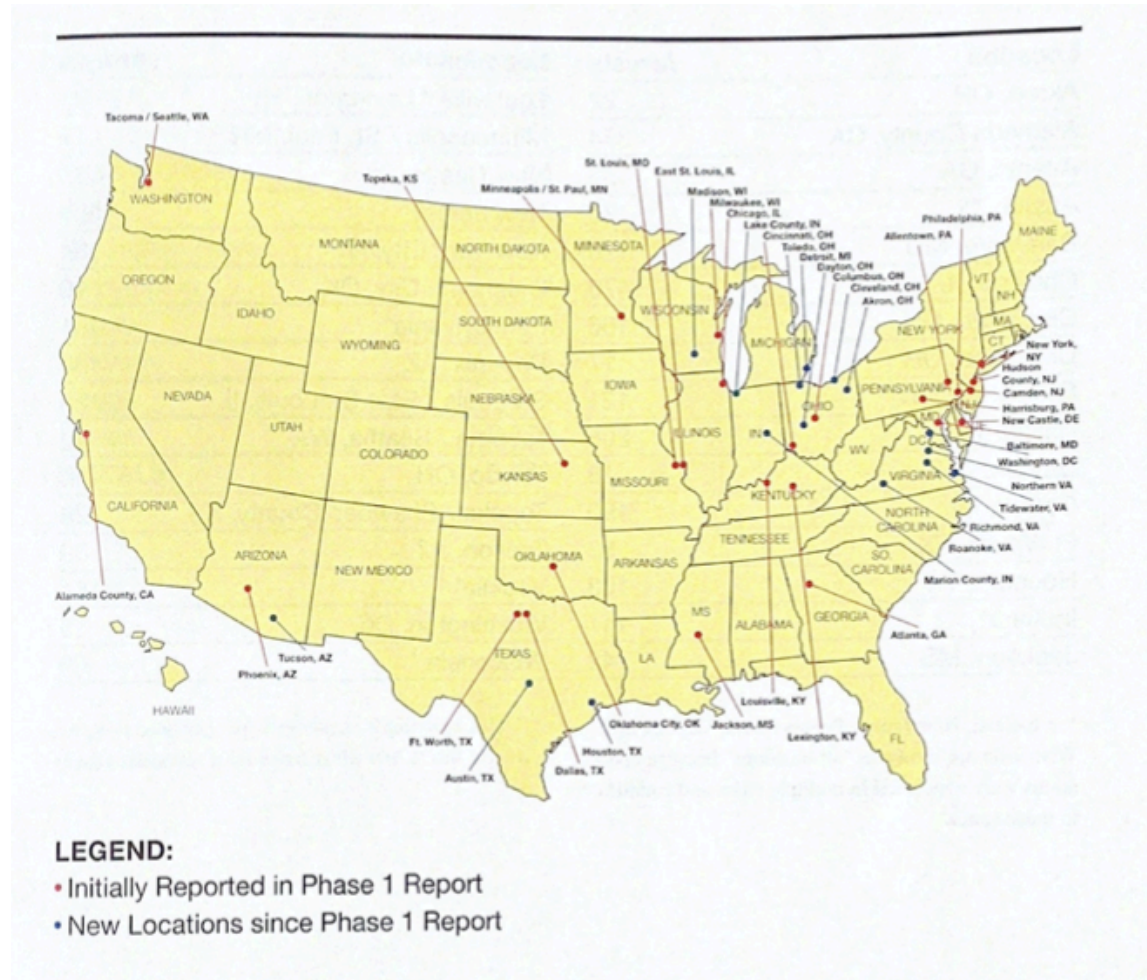 Tacoma / Seattle, WA
Topeka, KS
Minneapolis / St. Paul, MN
St. Louis, MO
East St. Louis, IL
Madison, WI
Milwaukee, WI
Chicago, IL
Lake County, IN
Cincinnati, OH
Toledo, OH
Detroit, MI
Dayton, OH
Columbus, OH
Cleveland, OH
Akron, OH
Philadelphia, PA
Allentown, PA
WASHINGTON
MONTANA
NORTH DAKOTA
MINNESOTA
MAINE
OREGON
IDAHO
SOUTH DAKOTA
WISCONSIN
MICHIGAN
VT
NH
NEW YORK
MA
CT
WYOMING
New York,
NY
Hudson
County, NJ
Camden, NJ
Harrisburg, PA
New Castle, DE
Baltimore, MD
Washington, DC
Northern VA
Tidewater, VA
Richmond, VA
Roanoke, VA
Marion County, IN
NEVADA
UTAH
COLORADO
NEBRASKA
IOWA
KANSAS
MISSOURI
ILLINOIS
IN
OHIO
PENNSYLVANIA
NJ
MD
DC
WV
VIRGINIA
KENTUCKY
CALIFORNIA
NORTH
CAROLINA
TENNESSEE
ARIZONA
NEW MEXICO
OKLAHOMA
ARKANSAS
SO.
CAROLINA
Alameda County, CA
MS
ALABAMA
GEORGIA
Atlanta, GA
TEXAS
LA
Tucson, AZ
Phoenix, AZ
HAWAII
Louisville, KY
Oklahoma City, OK
Jackson, MS
Lexington, KY
FL
Ft. Worth, TX
Houston, TX
Dallas, TX
Austin, TX
LEGEND:
• Initially Reported in Phase 1 Report
• New Locations since Phase 1 Report